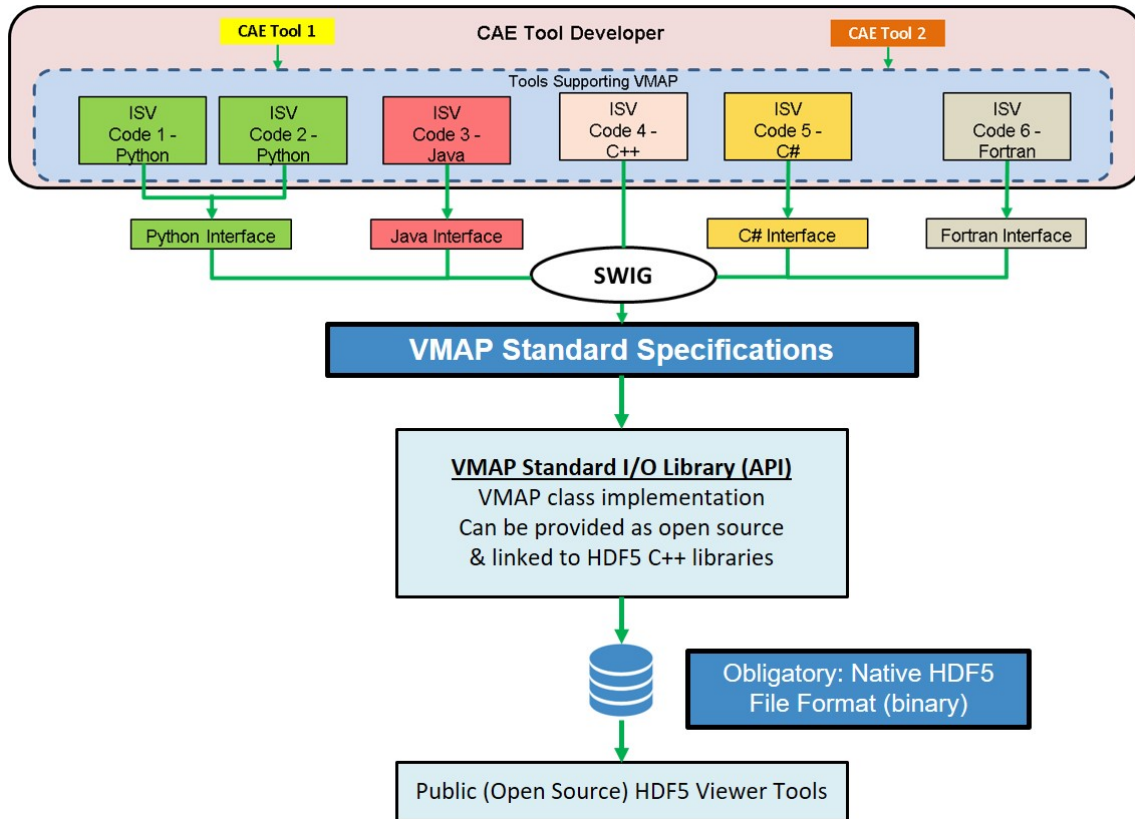 CAE Tool 1
CAE Tool Developer
CAE Tool 2
Tools Supporting VMAP
ISV
Code 1 -
Python
ISV
Code 2 -
Python
ISV
Code 3 -
Java
ISV
Code 4 -
C++
ISV
Code 5 -
C#
ISV
Code 6 -
Fortran
Python Interface
Java Interface
C# Interface
Fortran Interface
SWIG
VMAP Standard Specifications
VMAP Standard I/O Library (API)
VMAP class implementation
Can be provided as open source
& linked to HDF5 C++ libraries
Obligatory: Native HDF5
File Format (binary)
Public (Open Source) HDF5 Viewer Tools